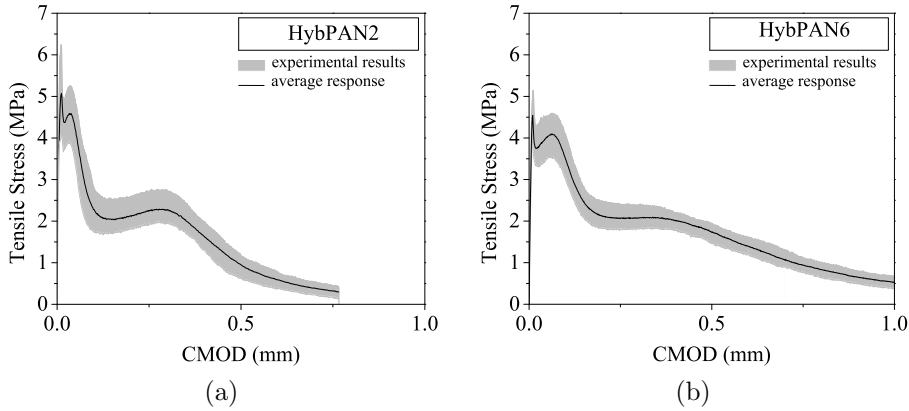 HybPAN2
experimental results
average response
Tensile Stress (MPa)
7
6
5
4
3
2
1
0
0.0
0.5
1.0
CMOD (mm)
(a)
HybPAN6
experimental results
average response
Tensile Stress (MPa)
7
6
5
4
3
2
1
0
0.0
0.5
1.0
CMOD (mm)
(b)